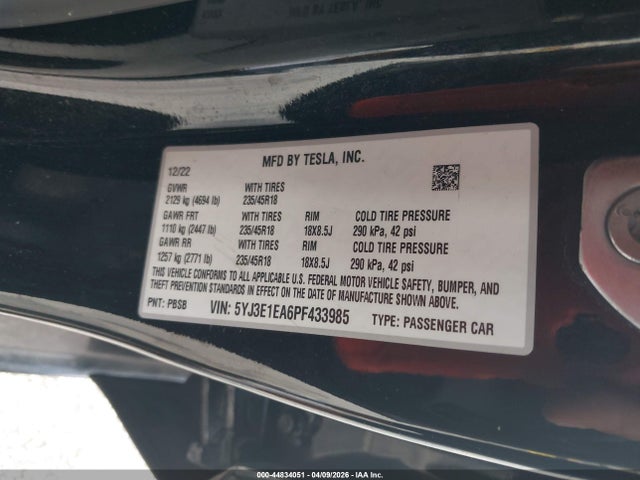 MFD BY TESLA, INC.
12/22
GVWR WITH TIRES
2129 kg (4694 lb) 235/45R18
GAWR FRT WITH TIRES RIM COLD TIRE PRESSURE
1110 kg (2447 lb) 235/45R18 18X8.5J 290 kPa, 42 psi
GAWR RR WITH TIRES RIM COLD TIRE PRESSURE
1257 kg (2771 lb) 235/45R18 18X8.5J 290 kPa, 42 psi
THIS VEHICLE CONFORMS TO ALL APPLICABLE U.S. FEDERAL MOTOR VEHICLE SAFETY, BUMPER, AND
THEFT PREVENTION STANDARDS IN EFFECT ON THE DATE OF MANUFACTURE SHOWN ABOVE.
PNT: PBSB VIN: 5YJ3E1EA6PF433985 TYPE: PASSENGER CAR
000-44834051 | 04/09/2026 | IAA Inc.